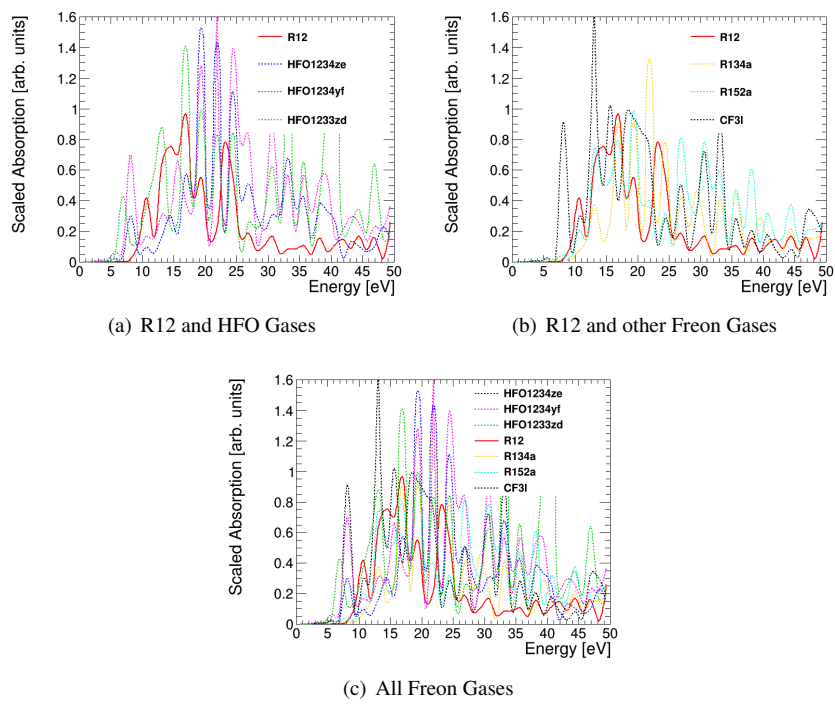 Scaled Absorption [arb. units]
1.6
1.4
1.2
1
0.8
0.6
0.4
0.2
0
R12
HFO1234ze
HFO1234yf
HFO1233zd
0 5 10 15 20 25 30 35 40 45 50
Energy [eV]
(a) R12 and HFO Gases
Scaled Absorption [arb. units]
1.6
1.4
1.2
1
0.8
0.6
0.4
0.2
0
R12
R134a
R152a
CF3I
0 5 10 15 20 25 30 35 40 45 50
Energy [eV]
(b) R12 and other Freon Gases
Scaled Absorption [arb. units]
1.6
1.4
1.2
1
0.8
0.6
0.4
0.2
0
HFO1234ze
HFO1234yf
HFO1233zd
R12
R134a
R152a
CF3I
0 5 10 15 20 25 30 35 40 45 50
Energy [eV]
(c) All Freon Gases